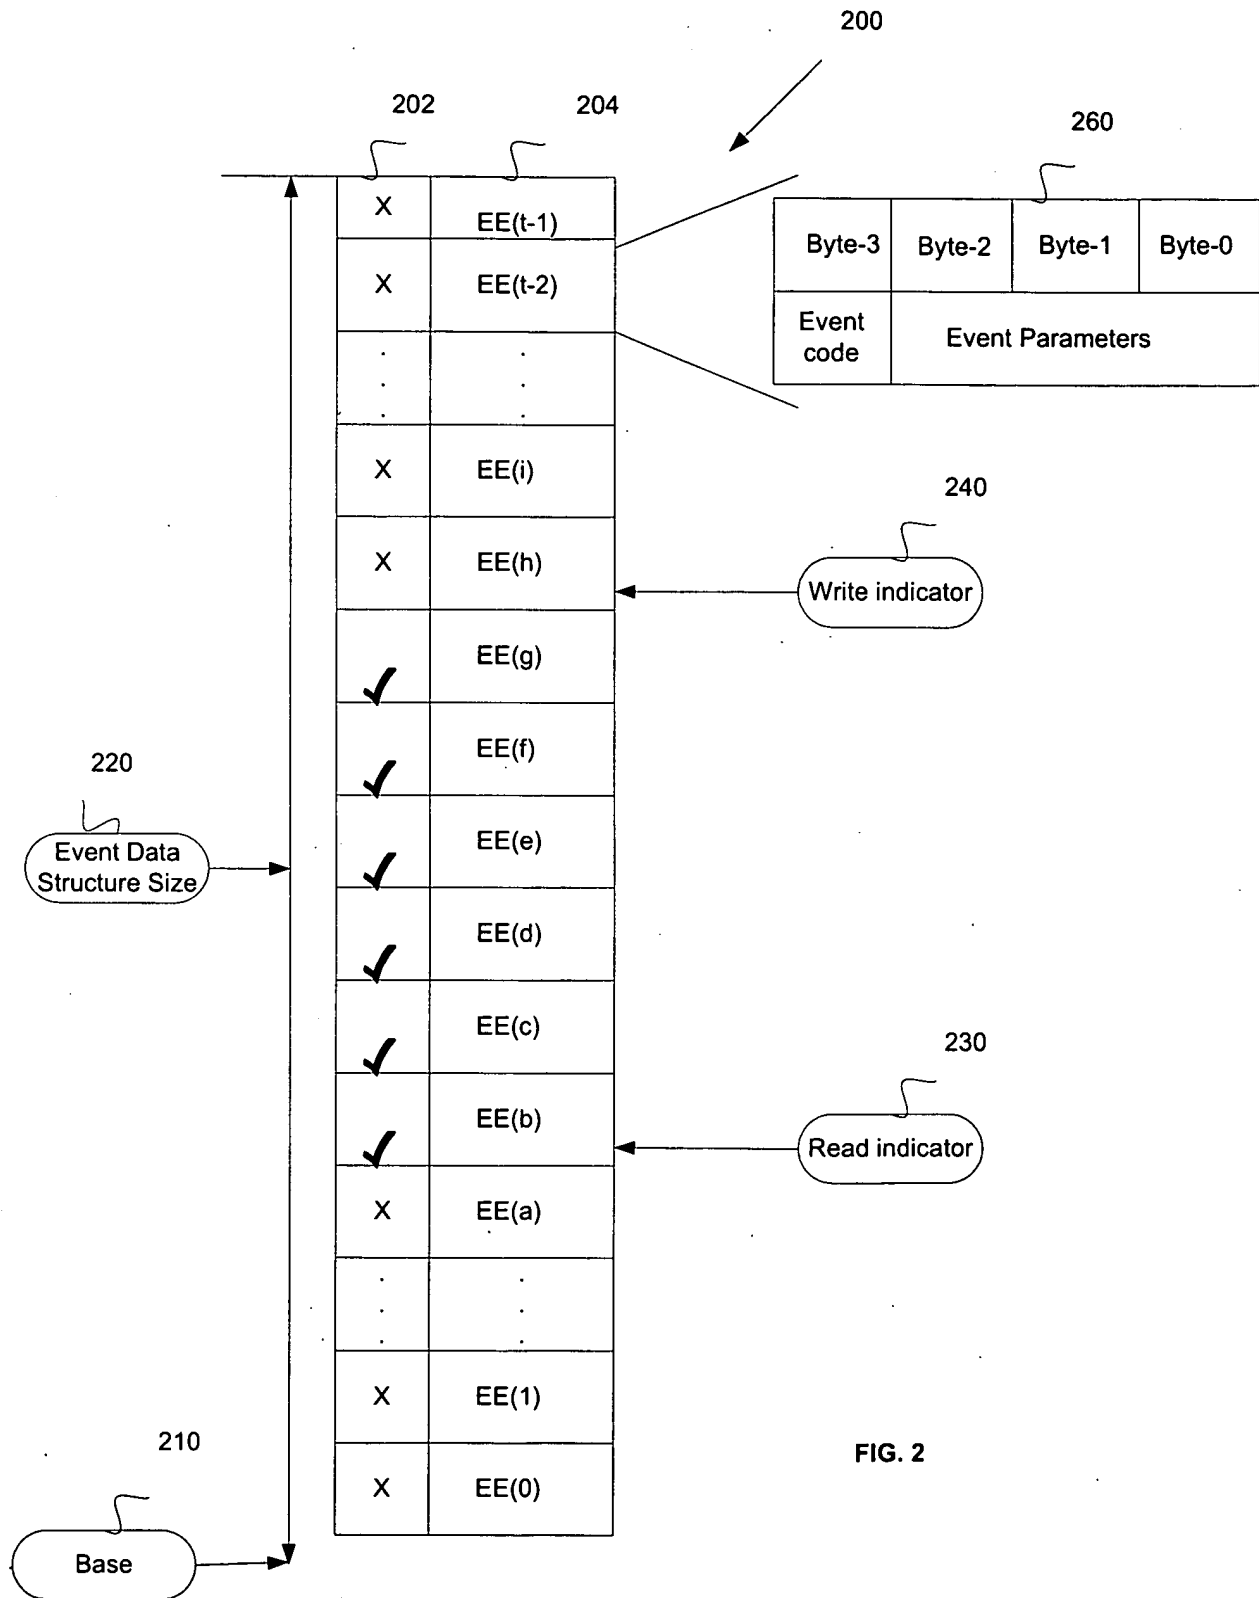 200
202 204
260
X EE(t-1)
Byte-3 Byte-2 Byte-1 Byte-0
X EE(t-2)
Event code Event Parameters
X EE(i)
240
X EE(h)
Write indicator
EE(g)
EE(f)
220
Event Data
Structure Size
EE(e)
EE(d)
EE(c)
230
EE(b)
Read indicator
X EE(a)
X EE(1)
210
FIG. 2
X EE(0)
Base